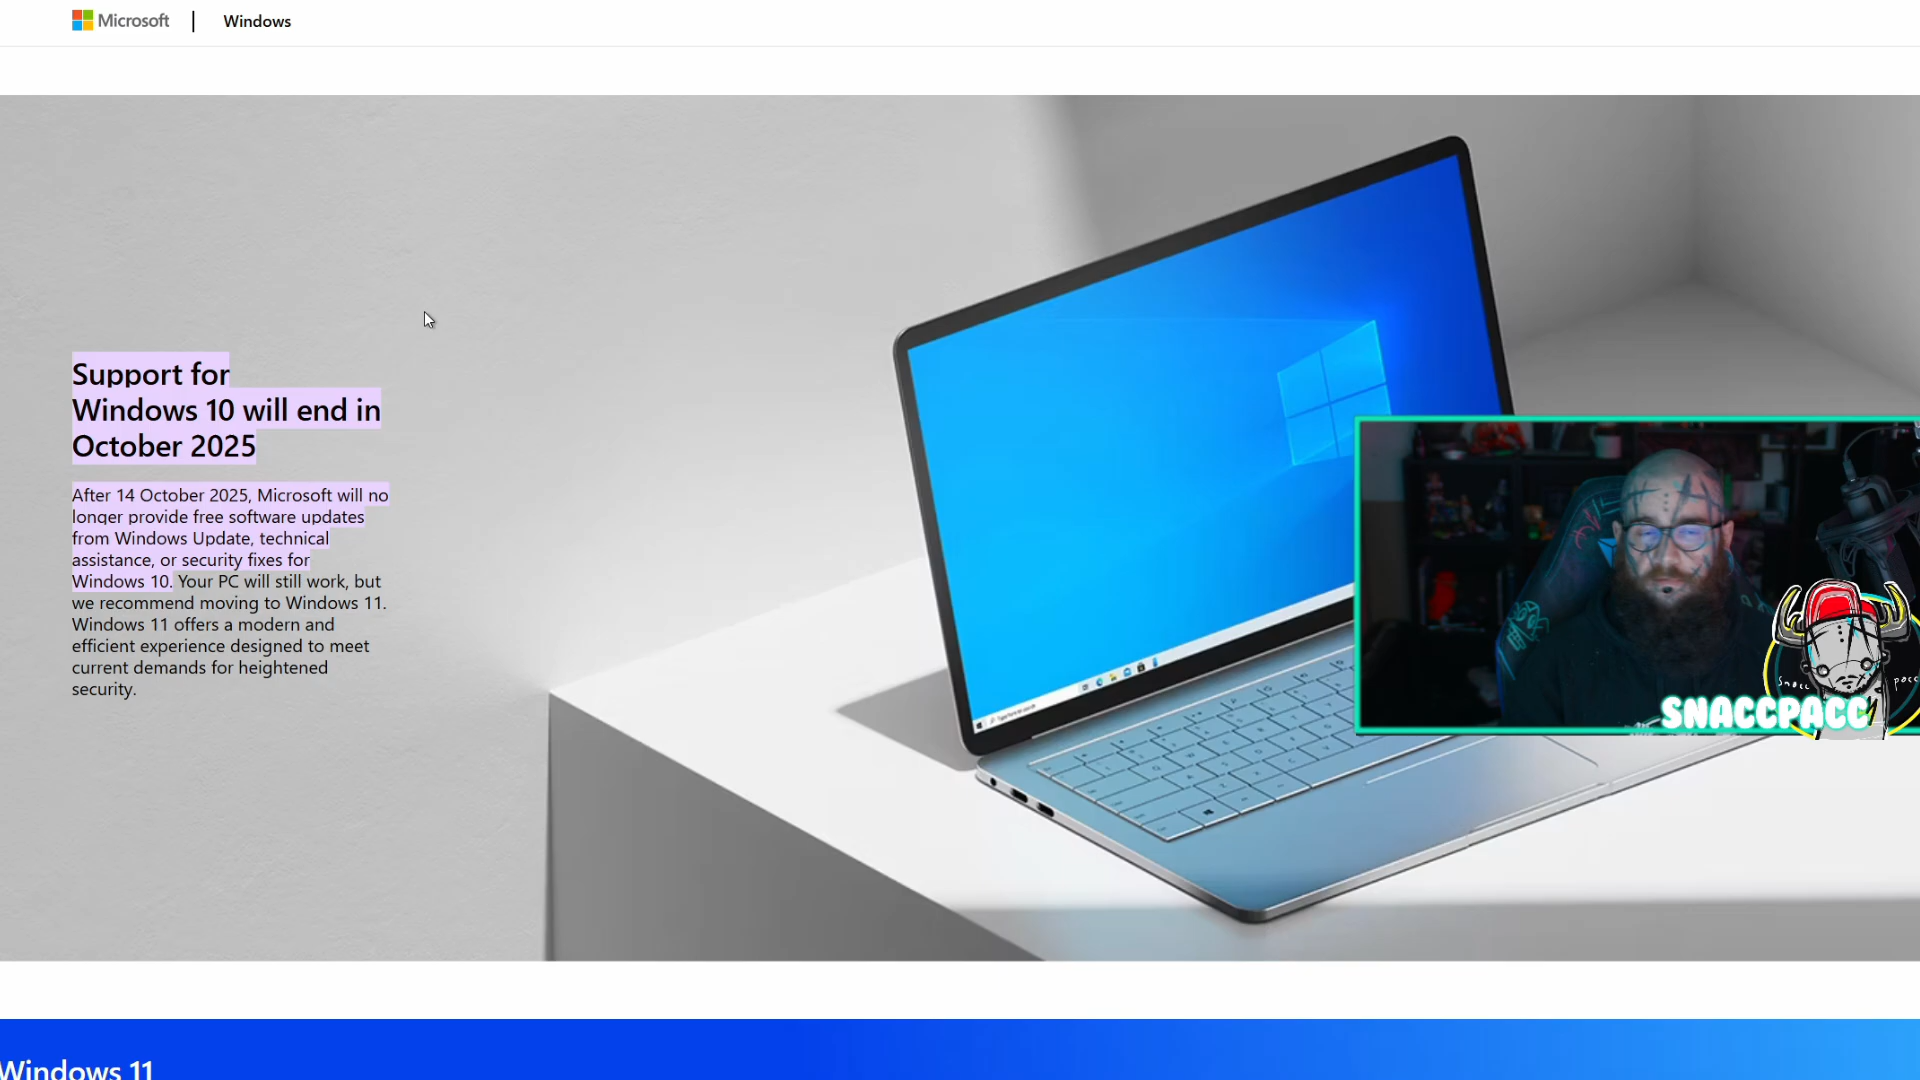 Microsoft | Windows
Support for
Windows 10 will end in
October 2025
After 14 October 2025, Microsoft will no
longer provide free software updates
from Windows Update, technical
assistance, or security fixes for
Windows 10. Your PC will still work, but
we recommend moving to Windows 11.
Windows 11 offers a modern and
efficient experience designed to meet
current demands for heightened
security.
snacc pacc
SNACCPACC
Windows 11